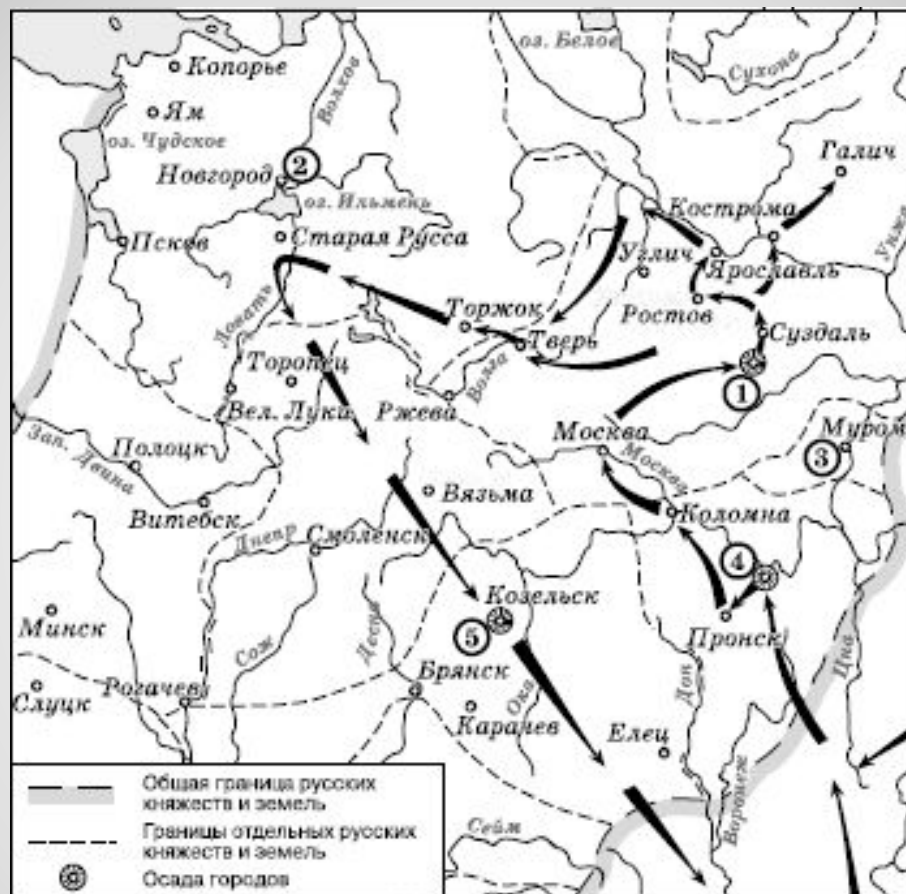 оз. Белое
Сухона
Копорье
Волхов
Ям
оз. Чудское
Галич
Новгород
2
оз. Ильмень
Кострома
Унжа
Псков
Старая Русса
Углич
Ярославль
Ловать
Торжок
Ростов
Тверь
Суздаль
Торопец
Волга
1
Вел. Лука
Ржева
Зап. Двина
Москва
Муром
Полоцк
Москва
3
Вязьма
Витебск
Коломна
Днепр
Смоленск
4
Козельск
5
Минск
Пронск
Сож
Десна
Цна
Брянск
Дон
Слуцк
Рогачев
Ока
Карачев
Елец
Воронеж
Сейм
Общая граница русских
княжеств и земель
Границы отдельных русских
княжеств и земель
Осада городов